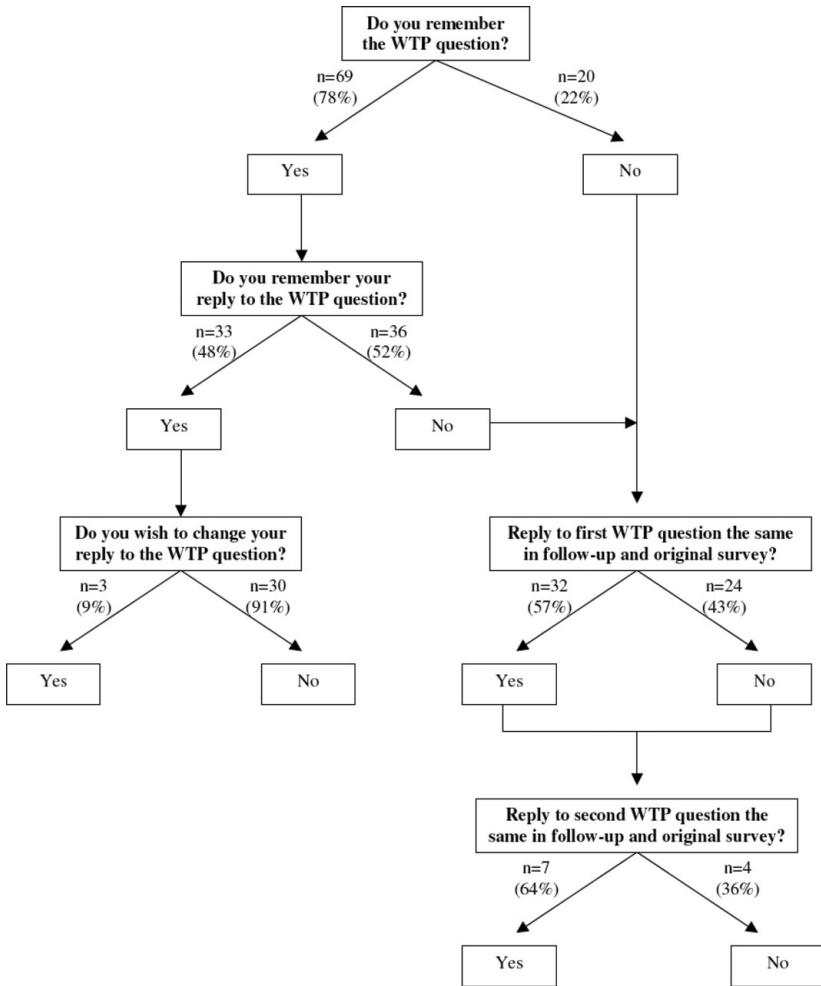 Do you remember
the WTP question?
n=69
(78%)
n=20
(22%)
Yes
No
Do you remember your
reply to the WTP question?
n=33
(48%)
n=36
(52%)
Yes
No
Do you wish to change your
reply to the WTP question?
Reply to first WTP question the same
in follow-up and original survey?
n=3
(9%)
n=30
(91%)
n=32
(57%)
n=24
(43%)
Yes
No
Yes
No
Reply to second WTP question the
same in follow-up and original survey?
n=7
(64%)
n=4
(36%)
Yes
No